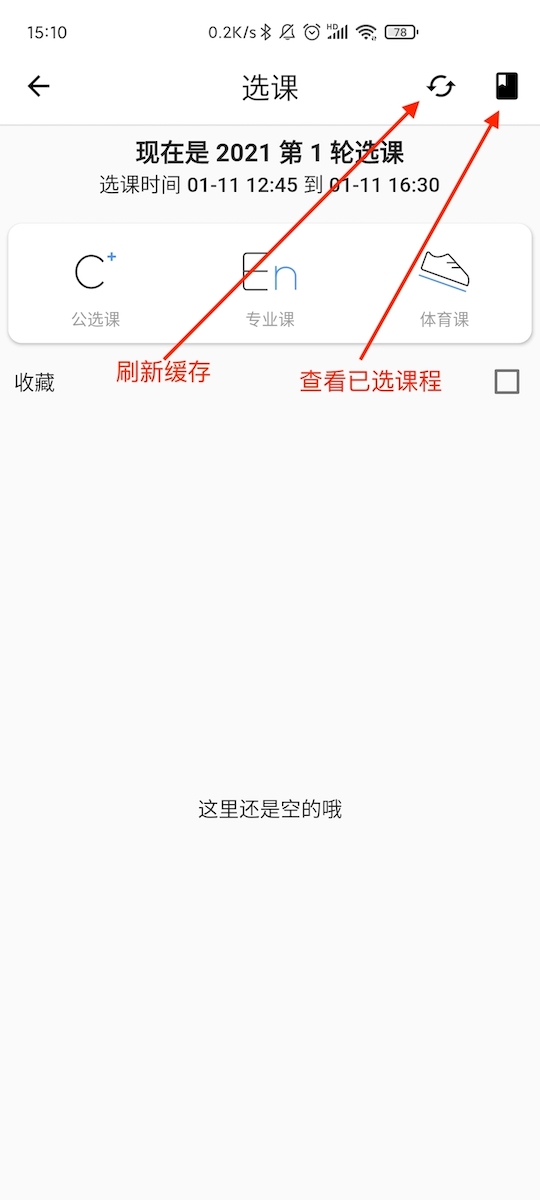 15:10
0.2K/s HD 78
选课
现在是 2021 第 1 轮选课
选课时间 01-11 12:45 到 01-11 16:30
C+ En
公选课 专业课 体育课
收藏 刷新缓存 查看已选课程
这里还是空的哦